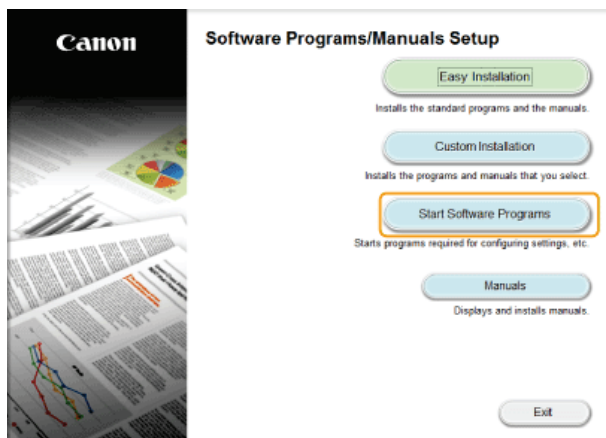 Canon
Software Programs/Manuals Setup
Easy Installation
Installs the standard programs and the manuals.
Custom Installation
Installs the programs and manuals that you select.
Start Software Programs
Starts programs required for configuring settings, etc.
Manuals
Displays and installs manuals.
Exit